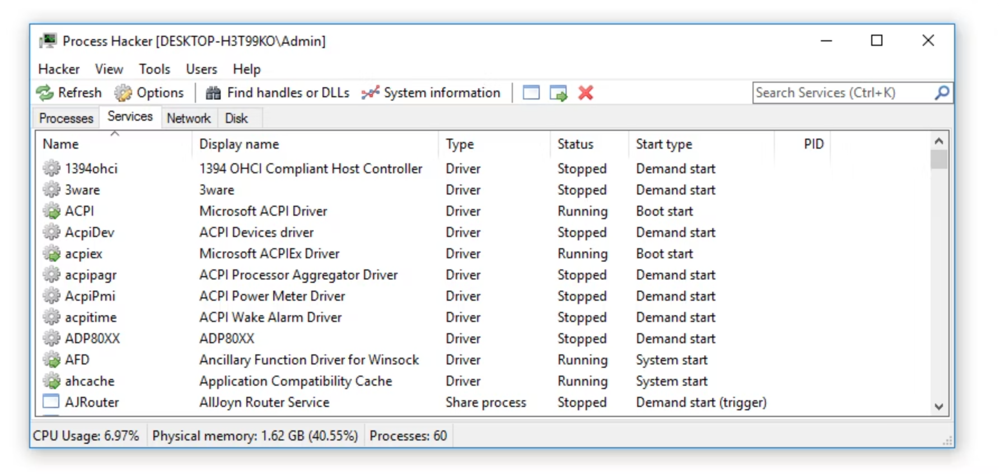 Process Hacker [DESKTOP-H3T99KO\Admin]
Hacker View Tools Users Help
Refresh Options Find handles or DLLs System information Search Services (Ctrl+K)
Processes Services Network Disk
Name Display name Type Status Start type PID
1394ohci 1394 OHCI Compliant Host Controller Driver Stopped Demand start
3ware 3ware Driver Stopped Demand start
ACPI Microsoft ACPI Driver Driver Running Boot start
AcpiDev ACPI Devices driver Driver Stopped Demand start
acpiex Microsoft ACPIEx Driver Driver Running Boot start
acpipagr ACPI Processor Aggregator Driver Driver Stopped Demand start
AcpiPmi ACPI Power Meter Driver Driver Stopped Demand start
acpitime ACPI Wake Alarm Driver Driver Stopped Demand start
ADP80XX ADP80XX Driver Stopped Demand start
AFD Ancillary Function Driver for Winsock Driver Running System start
ahcache Application Compatibility Cache Driver Running System start
AJRouter AllJoyn Router Service Share process Stopped Demand start (trigger)
CPU Usage: 6.97% Physical memory: 1.62 GB (40.55%) Processes: 60